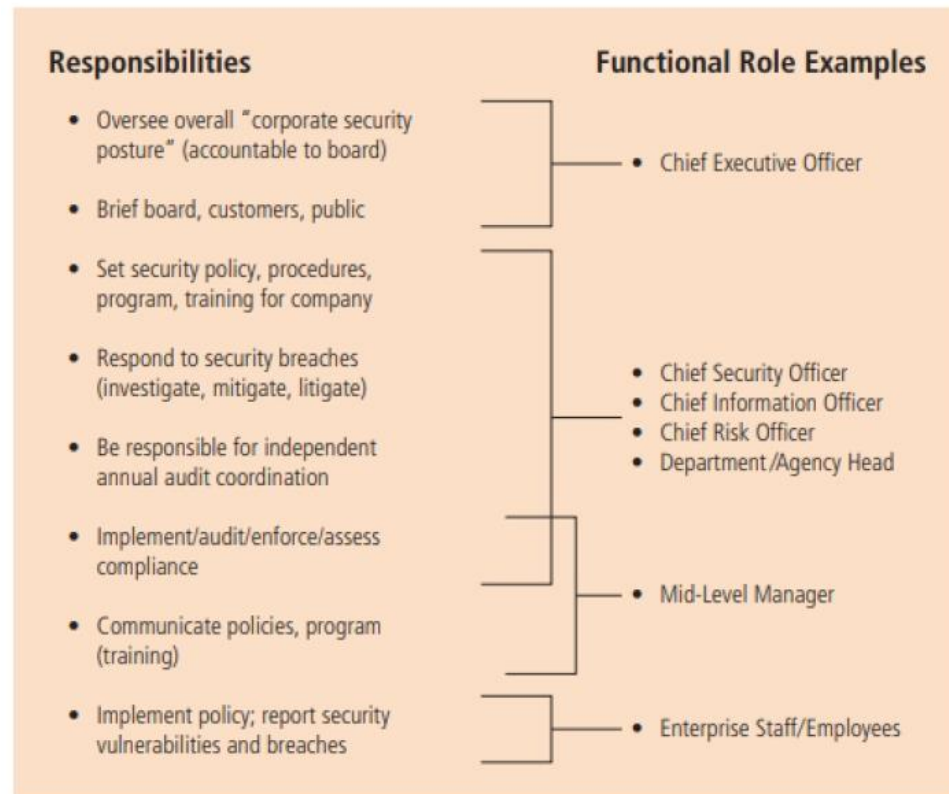 Responsibilities
Functional Role Examples
• Oversee overall "corporate security
posture" (accountable to board)
• Brief board, customers, public
• Chief Executive Officer
• Set security policy, procedures,
program, training for company
• Respond to security breaches
(investigate, mitigate, litigate)
• Be responsible for independent
annual audit coordination
• Chief Security Officer
• Chief Information Officer
• Chief Risk Officer
• Department/Agency Head
• Implement/audit/enforce/assess
compliance
• Communicate policies, program
(training)
• Mid-Level Manager
• Implement policy; report security
vulnerabilities and breaches
• Enterprise Staff/Employees